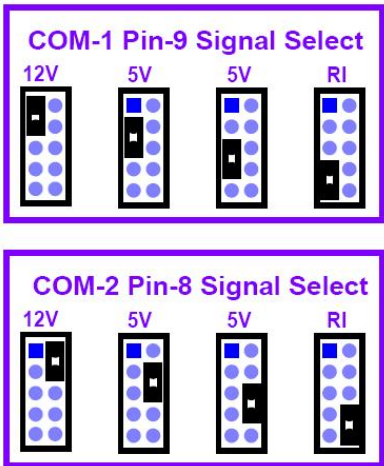 COM-1 Pin-9 Signal Select
12V 5V 5V RI
COM-2 Pin-8 Signal Select
12V 5V 5V RI